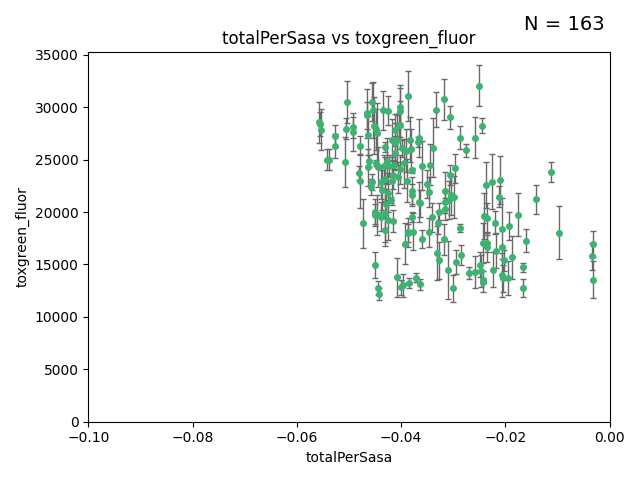 N = 163
totalPerSasa vs toxgreen_fluor
35000
30000
25000
20000
15000
10000
5000
0
toxgreen_fluor
−0.10 −0.08 −0.06 −0.04 −0.02 0.00
totalPerSasa